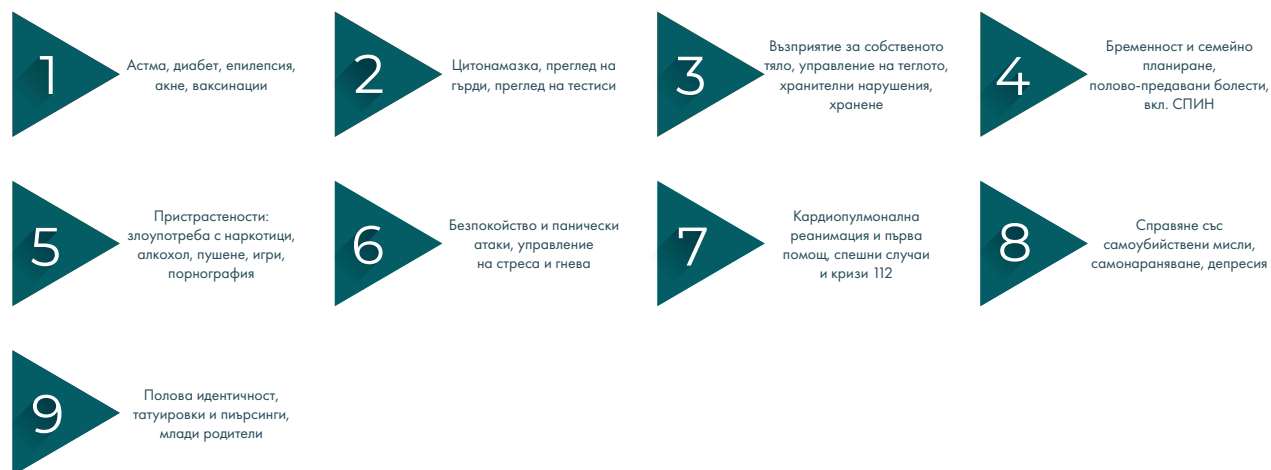 1
Астма, диабет, епилепсия,
акне, ваксинации
2
Цитонамазка, преглед на
гърди, преглед на тестиси
3
Възприятие за собственото
тяло, управление на теглото,
хранителни нарушения,
хранене
4
Бременност и семейно
планиране,
полово-предавани болести,
вкл. СПИН
5
Пристрастености:
злоупотреба с наркотици,
алкохол, пушене, игри,
порнография
6
Безпокойство и панически
атаки, управление
на стреса и гнева
7
Кардиопулмонална
реанимация и първа
помощ, спешни случаи
и кризи 112
8
Справяне със
самоубийствени мисли,
самонараняване, депресия
9
Полова идентичност,
татуировки и пиърсинги,
млади родители